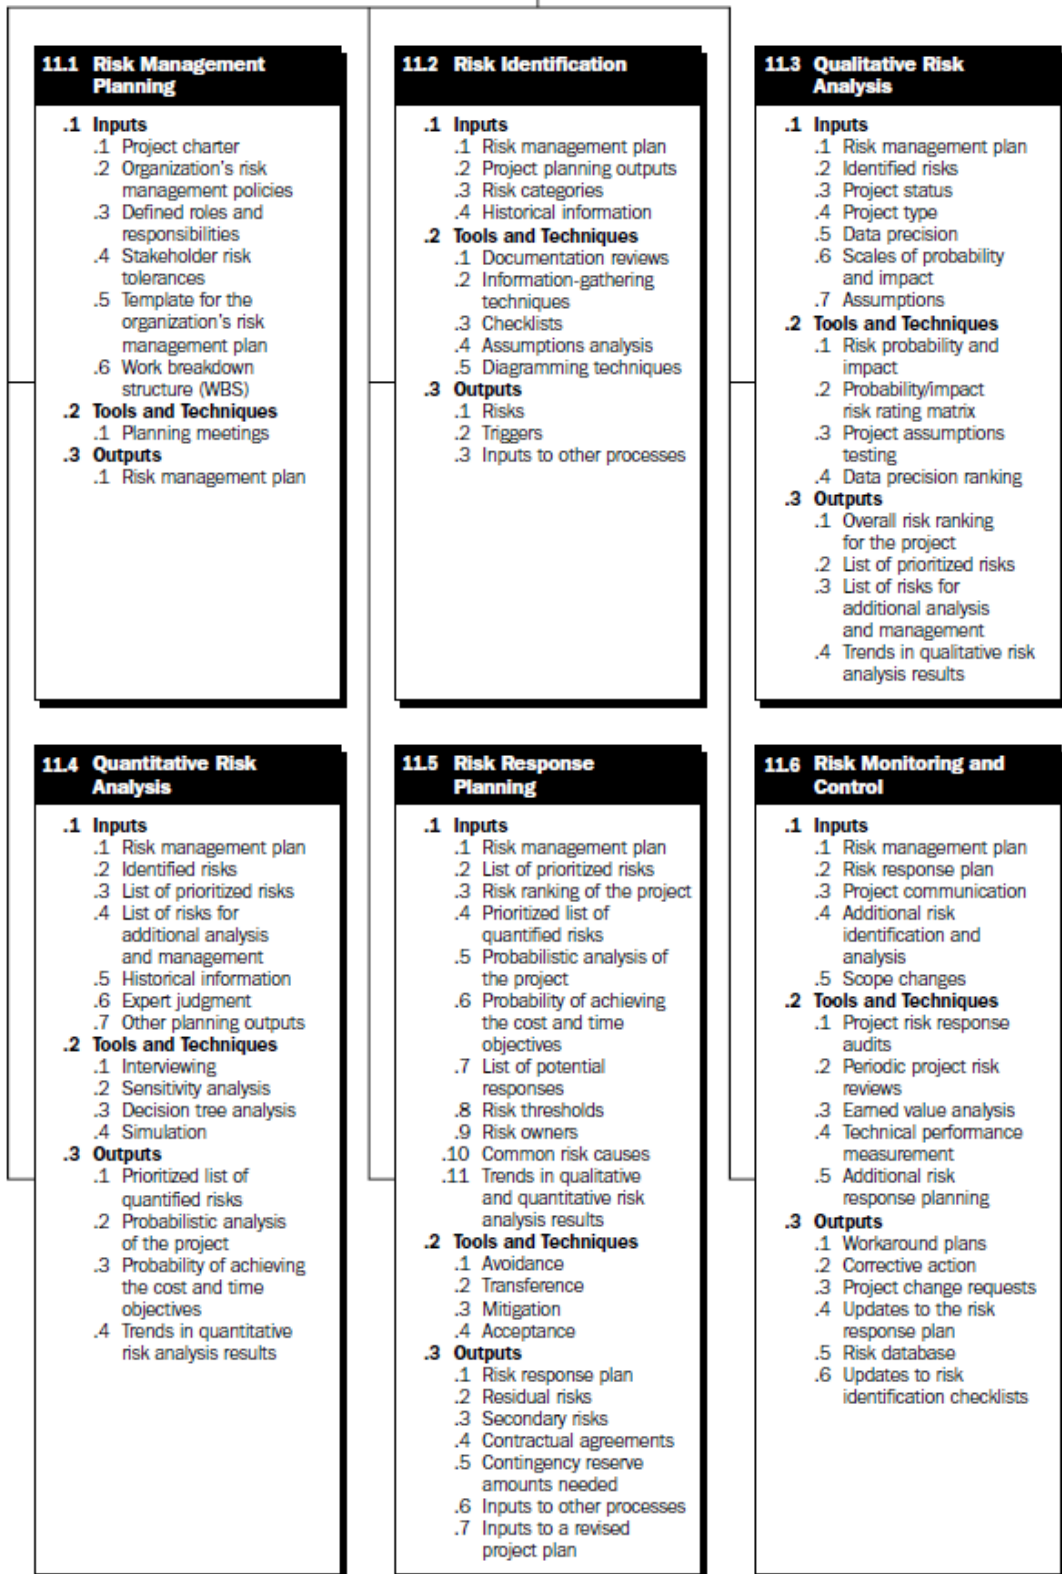 11.1 Risk Management
Planning
.1 Inputs
.1 Project charter
.2 Organization's risk
management policies
.3 Defined roles and
responsibilities
.4 Stakeholder risk
tolerances
.5 Template for the
organization's risk
management plan
.6 Work breakdown
structure (WBS)
.2 Tools and Techniques
.1 Planning meetings
.3 Outputs
.1 Risk management plan
11.2 Risk Identification
.1 Inputs
.1 Risk management plan
.2 Project planning outputs
.3 Risk categories
.4 Historical information
.2 Tools and Techniques
.1 Documentation reviews
.2 Information-gathering
techniques
.3 Checklists
.4 Assumptions analysis
.5 Diagramming techniques
.3 Outputs
.1 Risks
.2 Triggers
.3 Inputs to other processes
11.3 Qualitative Risk
Analysis
.1 Inputs
.1 Risk management plan
.2 Identified risks
.3 Project status
.4 Project type
.5 Data precision
.6 Scales of probability
and impact
.7 Assumptions
.2 Tools and Techniques
.1 Risk probability and
impact
.2 Probability/impact
risk rating matrix
.3 Project assumptions
testing
.4 Data precision ranking
.3 Outputs
.1 Overall risk ranking
for the project
.2 List of prioritized risks
.3 List of risks for
additional analysis
and management
.4 Trends in qualitative risk
analysis results
11.4 Quantitative Risk
Analysis
.1 Inputs
.1 Risk management plan
.2 Identified risks
.3 List of prioritized risks
.4 List of risks for
additional analysis
and management
.5 Historical information
.6 Expert judgment
.7 Other planning outputs
.2 Tools and Techniques
.1 Interviewing
.2 Sensitivity analysis
.3 Decision tree analysis
.4 Simulation
.3 Outputs
.1 Prioritized list of
quantified risks
.2 Probabilistic analysis
of the project
.3 Probability of achieving
the cost and time
objectives
.4 Trends in quantitative
risk analysis results
11.5 Risk Response
Planning
.1 Inputs
.1 Risk management plan
.2 List of prioritized risks
.3 Risk ranking of the project
.4 Prioritized list of
quantified risks
.5 Probabilistic analysis of
the project
.6 Probability of achieving
the cost and time
objectives
.7 List of potential
responses
.8 Risk thresholds
.9 Risk owners
.10 Common risk causes
.11 Trends in qualitative
and quantitative risk
analysis results
.2 Tools and Techniques
.1 Avoidance
.2 Transference
.3 Mitigation
.4 Acceptance
.3 Outputs
.1 Risk response plan
.2 Residual risks
.3 Secondary risks
.4 Contractual agreements
.5 Contingency reserve
amounts needed
.6 Inputs to other processes
.7 Inputs to a revised
project plan
11.6 Risk Monitoring and
Control
.1 Inputs
.1 Risk management plan
.2 Risk response plan
.3 Project communication
.4 Additional risk
identification and
analysis
.5 Scope changes
.2 Tools and Techniques
.1 Project risk response
audits
.2 Periodic project risk
reviews
.3 Earned value analysis
.4 Technical performance
measurement
.5 Additional risk
response planning
.3 Outputs
.1 Workaround plans
.2 Corrective action
.3 Project change requests
.4 Updates to the risk
response plan
.5 Risk database
.6 Updates to risk
identification checklists